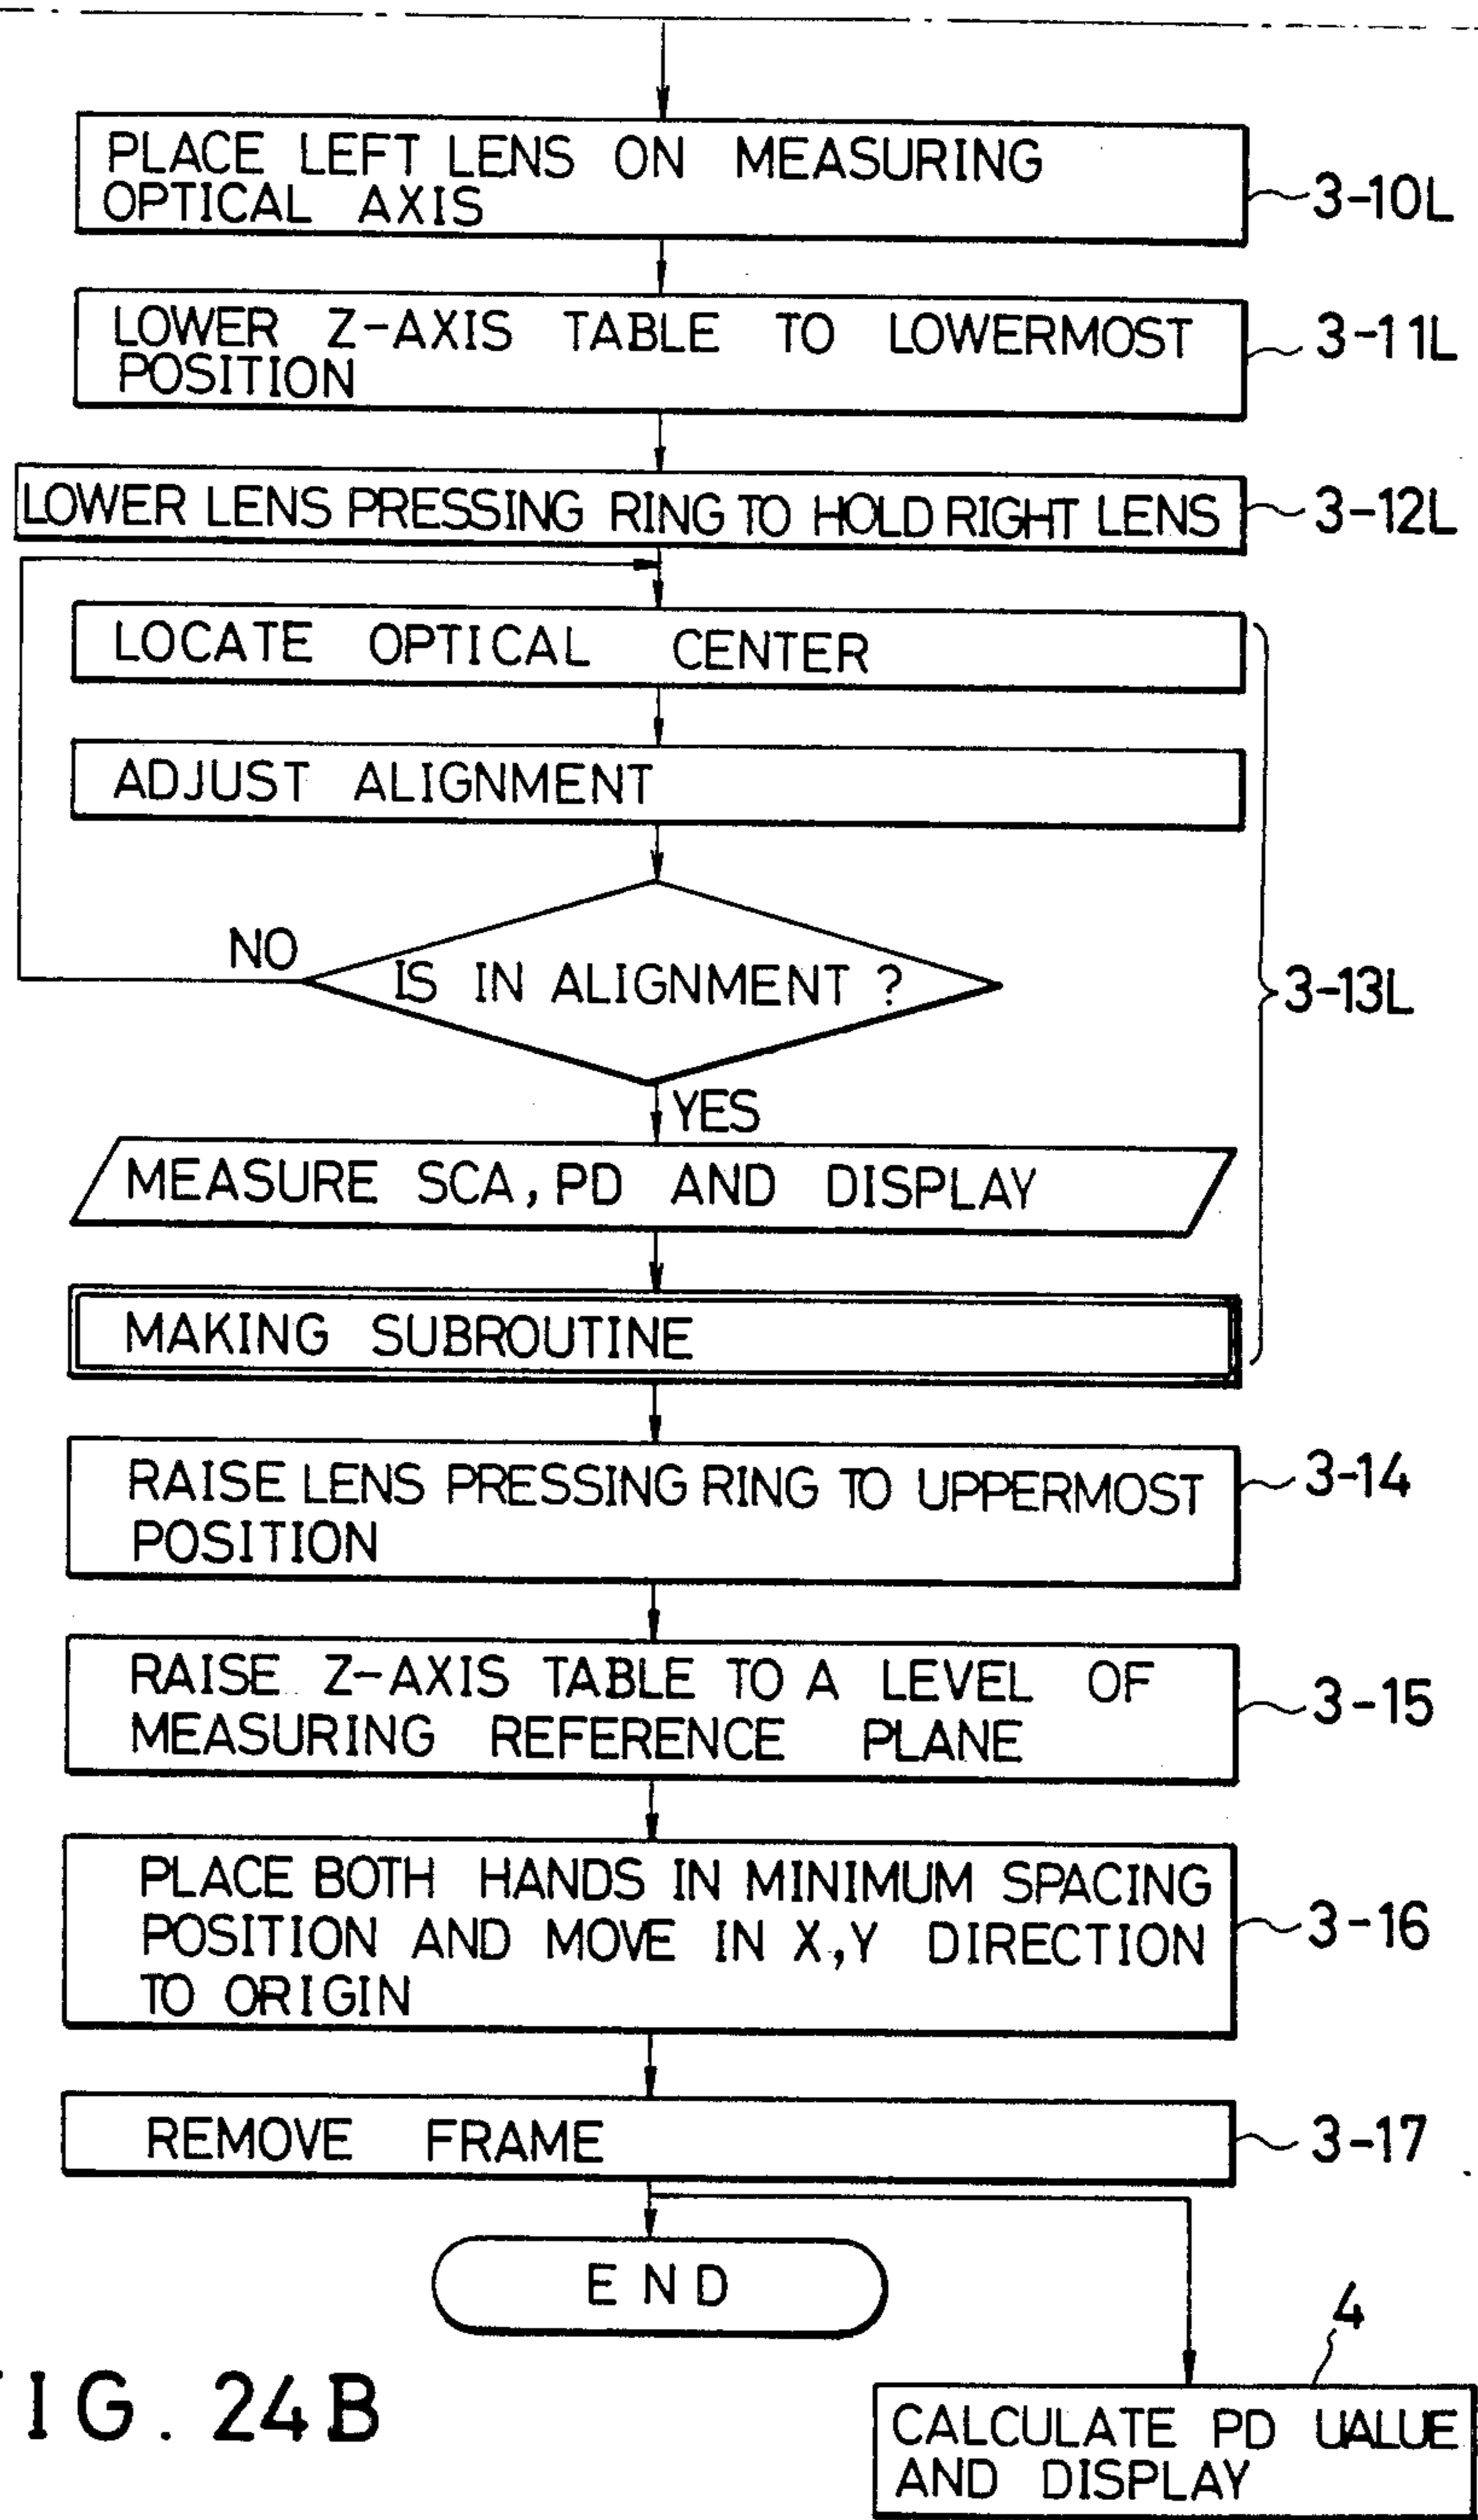 PLACE LEFT LENS ON MEASURING
OPTICAL AXIS
3-10L
LOWER Z-AXIS TABLE TO LOWERMOST
POSITION
3-11L
LOWER LENS PRESSING RING TO HOLD RIGHT LENS
3-12L
LOCATE OPTICAL CENTER
ADJUST ALIGNMENT
NO
IS IN ALIGNMENT ?
3-13L
YES
MEASURE SCA, PD AND DISPLAY
MAKING SUBROUTINE
RAISE LENS PRESSING RING TO UPPERMOST
POSITION
3-14
RAISE Z-AXIS TABLE TO A LEVEL OF
MEASURING REFERENCE PLANE
3-15
PLACE BOTH HANDS IN MINIMUM SPACING
POSITION AND MOVE IN X,Y DIRECTION
TO ORIGIN
3-16
REMOVE FRAME
3-17
END
4
CALCULATE PD UALUE
AND DISPLAY
IG. 24B